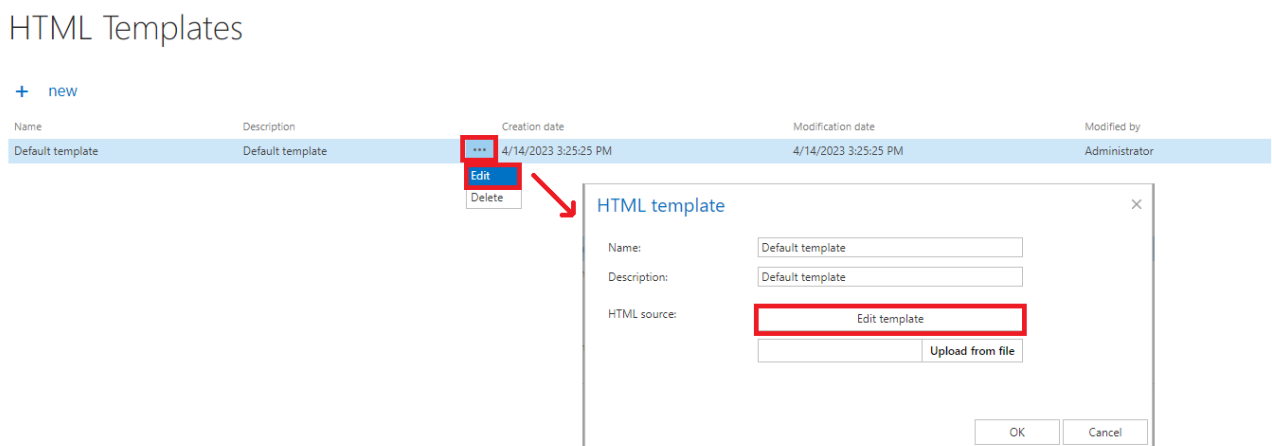 HTML Templates
+ new
Name Description Creation date Modification date Modified by
Default template Default template ••• 4/14/2023 3:25:25 PM 4/14/2023 3:25:25 PM Administrator
Edit
Delete
HTML template ×
Name: Default template
Description: Default template
HTML source: Edit template
Upload from file
OK Cancel